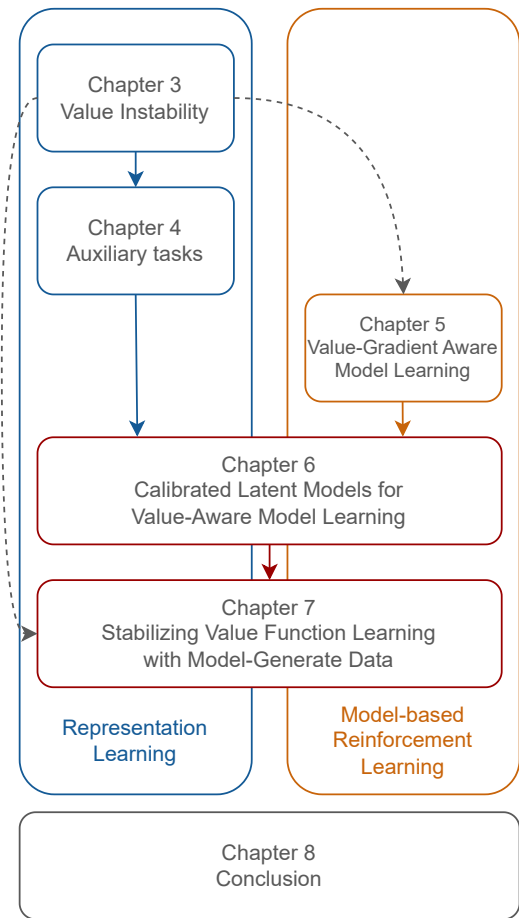 Chapter 3
Value Instability
Chapter 4
Auxiliary tasks
Chapter 5
Value-Gradient Aware
Model Learning
Chapter 6
Calibrated Latent Models for
Value-Aware Model Learning
Chapter 7
Stabilizing Value Function Learning
with Model-Generate Data
Representation
Learning
Model-based
Reinforcement
Learning
Chapter 8
Conclusion